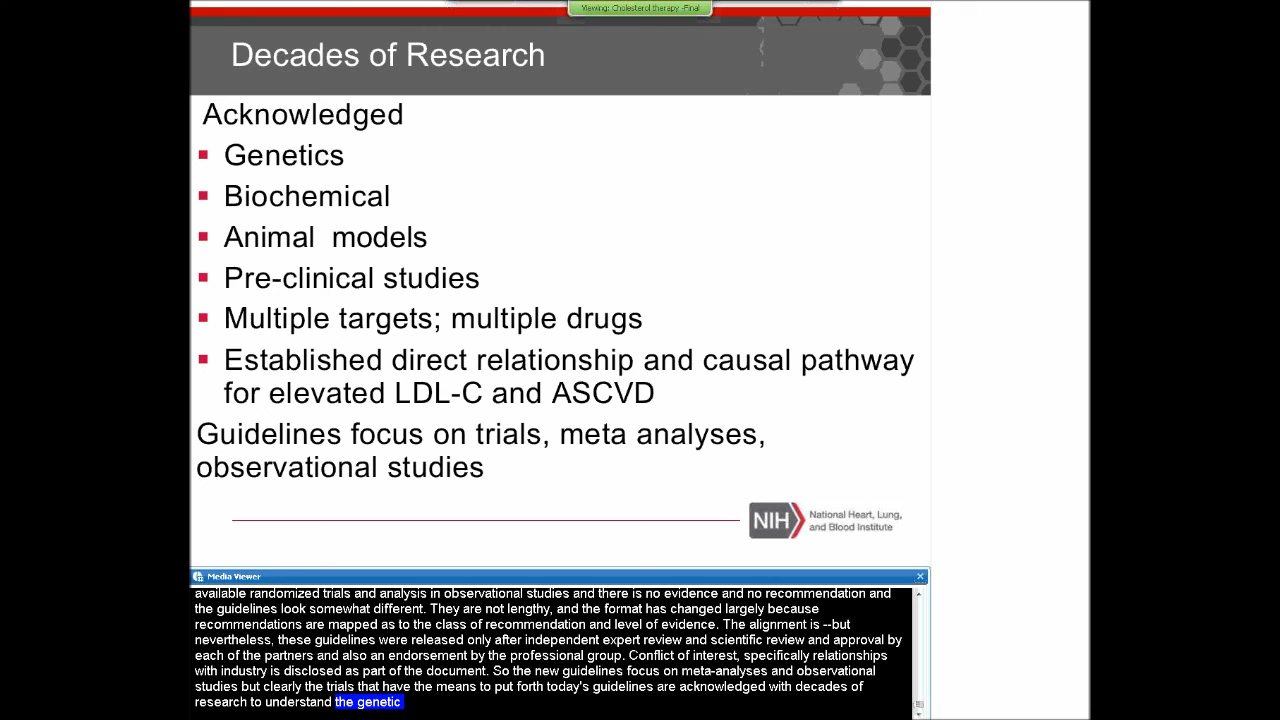 Viewing: Cholesterol therapy -Final
Decades of Research
Acknowledged
Genetics
Biochemical
Animal models
Pre-clinical studies
Multiple targets; multiple drugs
Established direct relationship and causal pathway
for elevated LDL-C and ASCVD
Guidelines focus on trials, meta analyses,
observational studies
NIH National Heart, Lung,
and Blood Institute
Media Viewer
available randomized trials and analysis in observational studies and there is no evidence and no recommendation and
the guidelines look somewhat different. They are not lengthy, and the format has changed largely because
recommendations are mapped as to the class of recommendation and level of evidence. The alignment is --but
nevertheless, these guidelines were released only after independent expert review and scientific review and approval by
each of the partners and also an endorsement by the professional group. Conflict of interest, specifically relationships
with industry is disclosed as part of the document. So the new guidelines focus on meta-analyses and observational
studies but clearly the trials that have the means to put forth today's guidelines are acknowledged with decades of
research to understand the genetic